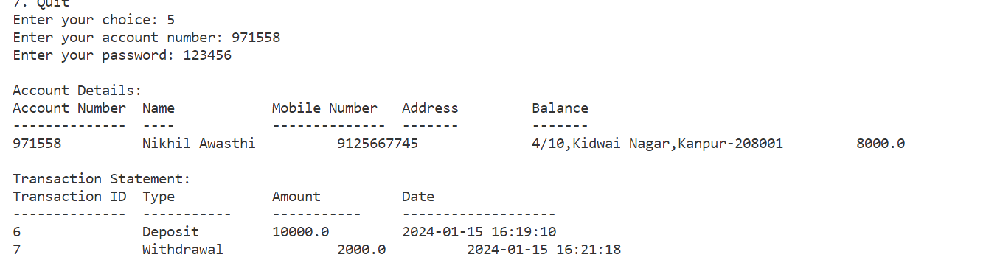 7. Quit
Enter your choice: 5
Enter your account number: 971558
Enter your password: 123456
Account Details:
Account Number  Name            Mobile Number   Address         Balance
--------------  ----            --------------  -------         -------
971558          Nikhil Awasthi          9125667745              4/10,Kidwai Nagar,Kanpur-208001         8000.0
Transaction Statement:
Transaction ID  Type            Amount          Date
--------------  -----------     -----------     -------------------
6               Deposit         10000.0         2024-01-15 16:19:10
7               Withdrawal              2000.0          2024-01-15 16:21:18